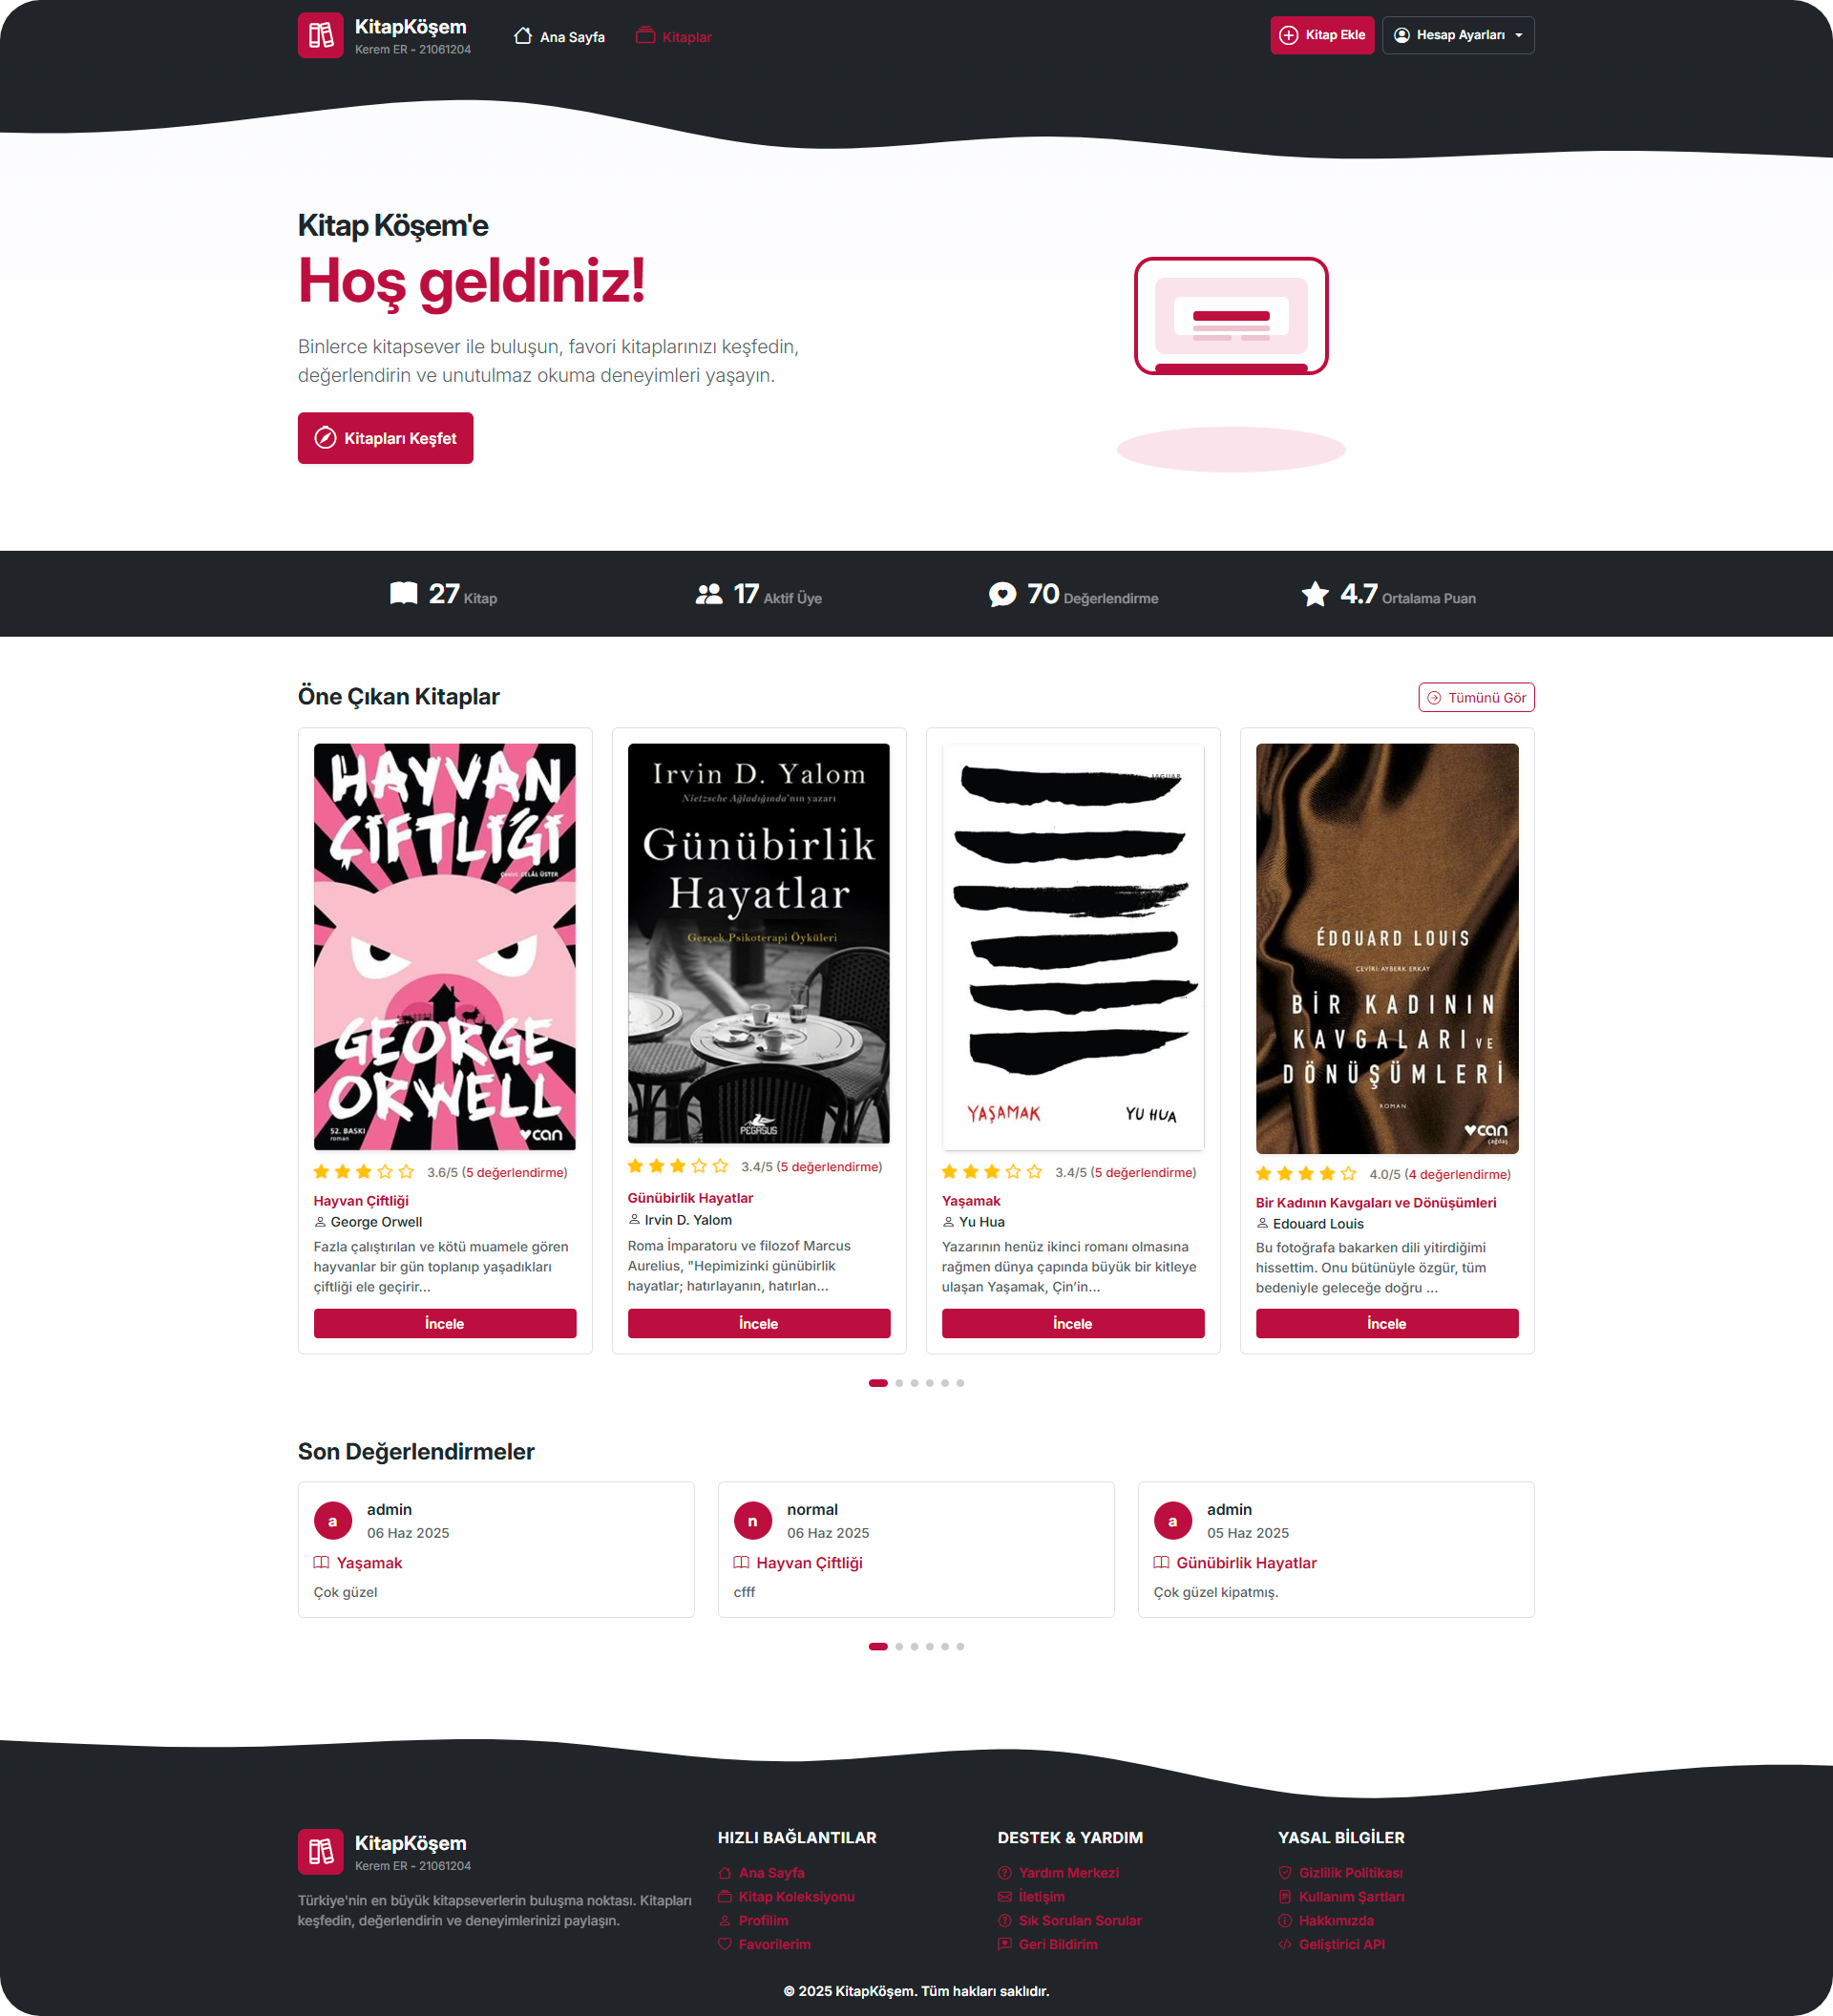 KitapKöşem
Kerem ER - 21061204
Ana Sayfa
Kitaplar
Kitap Ekle
Hesap Ayarları
Kitap Köşem'e
Hoş geldiniz!
Binlerce kitapsever ile buluşun, favori kitaplarınızı keşfedin,
değerlendirin ve unutulmaz okuma deneyimleri yaşayın.
Kitapları Keşfet
27 Kitap
17 Aktif Üye
70 Değerlendirme
4.7 Ortalama Puan
Öne Çıkan Kitaplar
Tümünü Gör
HAYVAN
ÇİFTLİĞİ
Çeviri: CELÂL ÜSTER
GEORGE
ORWELL
52. BASKI
roman
can
3.6/5 (5 değerlendirme)
Hayvan Çiftliği
George Orwell
Fazla çalıştırılan ve kötü muamele gören
hayvanlar bir gün toplanıp yaşadıkları
çiftliği ele geçirir...
İncele
Irvin D. Yalom
Nietzsche Ağladığında'nın yazarı
Günübirlik
Hayatlar
Gerçek Psikoterapi Öyküleri
PEGASUS
3.4/5 (5 değerlendirme)
Günübirlik Hayatlar
Irvin D. Yalom
Roma İmparatoru ve filozof Marcus
Aurelius, "Hepimizinki günübirlik
hayatlar; hatırlayanın, hatırlan...
İncele
JAGUAR
YAŞAMAK
YU HUA
3.4/5 (5 değerlendirme)
Yaşamak
Yu Hua
Yazarının henüz ikinci romanı olmasına
rağmen dünya çapında büyük bir kitleye
ulaşan Yaşamak, Çin’in...
İncele
ÉDOUARD LOUIS
ÇEVİRİ: AYBERK ERKAY
BİR KADININ
KAVGALARI VE
DÖNÜŞÜMLERİ
ROMAN
can
çağdaş
4.0/5 (4 değerlendirme)
Bir Kadının Kavgaları ve Dönüşümleri
Edouard Louis
Bu fotoğrafa bakarken dili yitirdiğimi
hissettim. Onu bütünüyle özgür, tüm
bedeniyle geleceğe doğru ...
İncele
Son Değerlendirmeler
a
admin
06 Haz 2025
Yaşamak
Çok güzel
n
normal
06 Haz 2025
Hayvan Çiftliği
cfff
a
admin
05 Haz 2025
Günübirlik Hayatlar
Çok güzel kipatmış.
KitapKöşem
Kerem ER - 21061204
Türkiye'nin en büyük kitapseverlerin buluşma noktası. Kitapları
keşfedin, değerlendirin ve deneyimlerinizi paylaşın.
HIZLI BAĞLANTILAR
Ana Sayfa
Kitap Koleksiyonu
Profilim
Favorilerim
DESTEK & YARDIM
Yardım Merkezi
İletişim
Sık Sorulan Sorular
Geri Bildirim
YASAL BİLGİLER
Gizlilik Politikası
Kullanım Şartları
Hakkımızda
Geliştirici API
© 2025 KitapKöşem. Tüm hakları saklıdır.